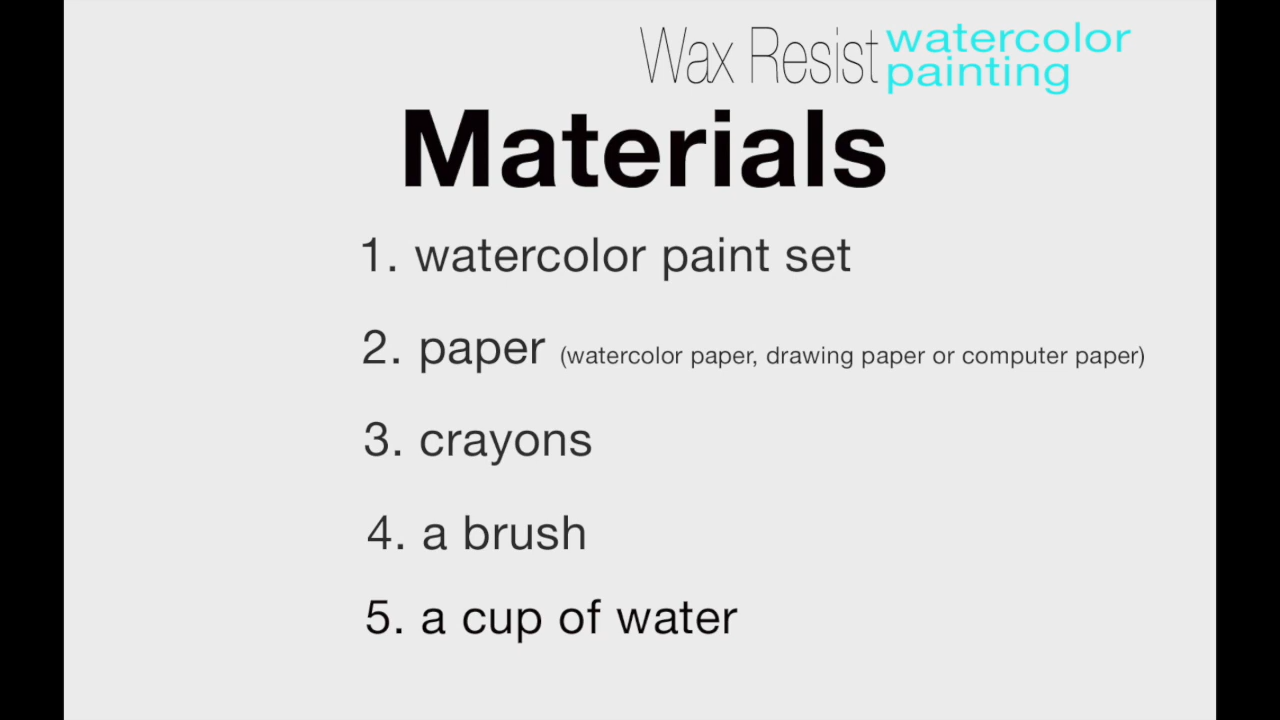 Wax Resist watercolor
painting
Materials
1. watercolor paint set
2. paper (watercolor paper, drawing paper or computer paper)
3. crayons
4. a brush
5. a cup of water